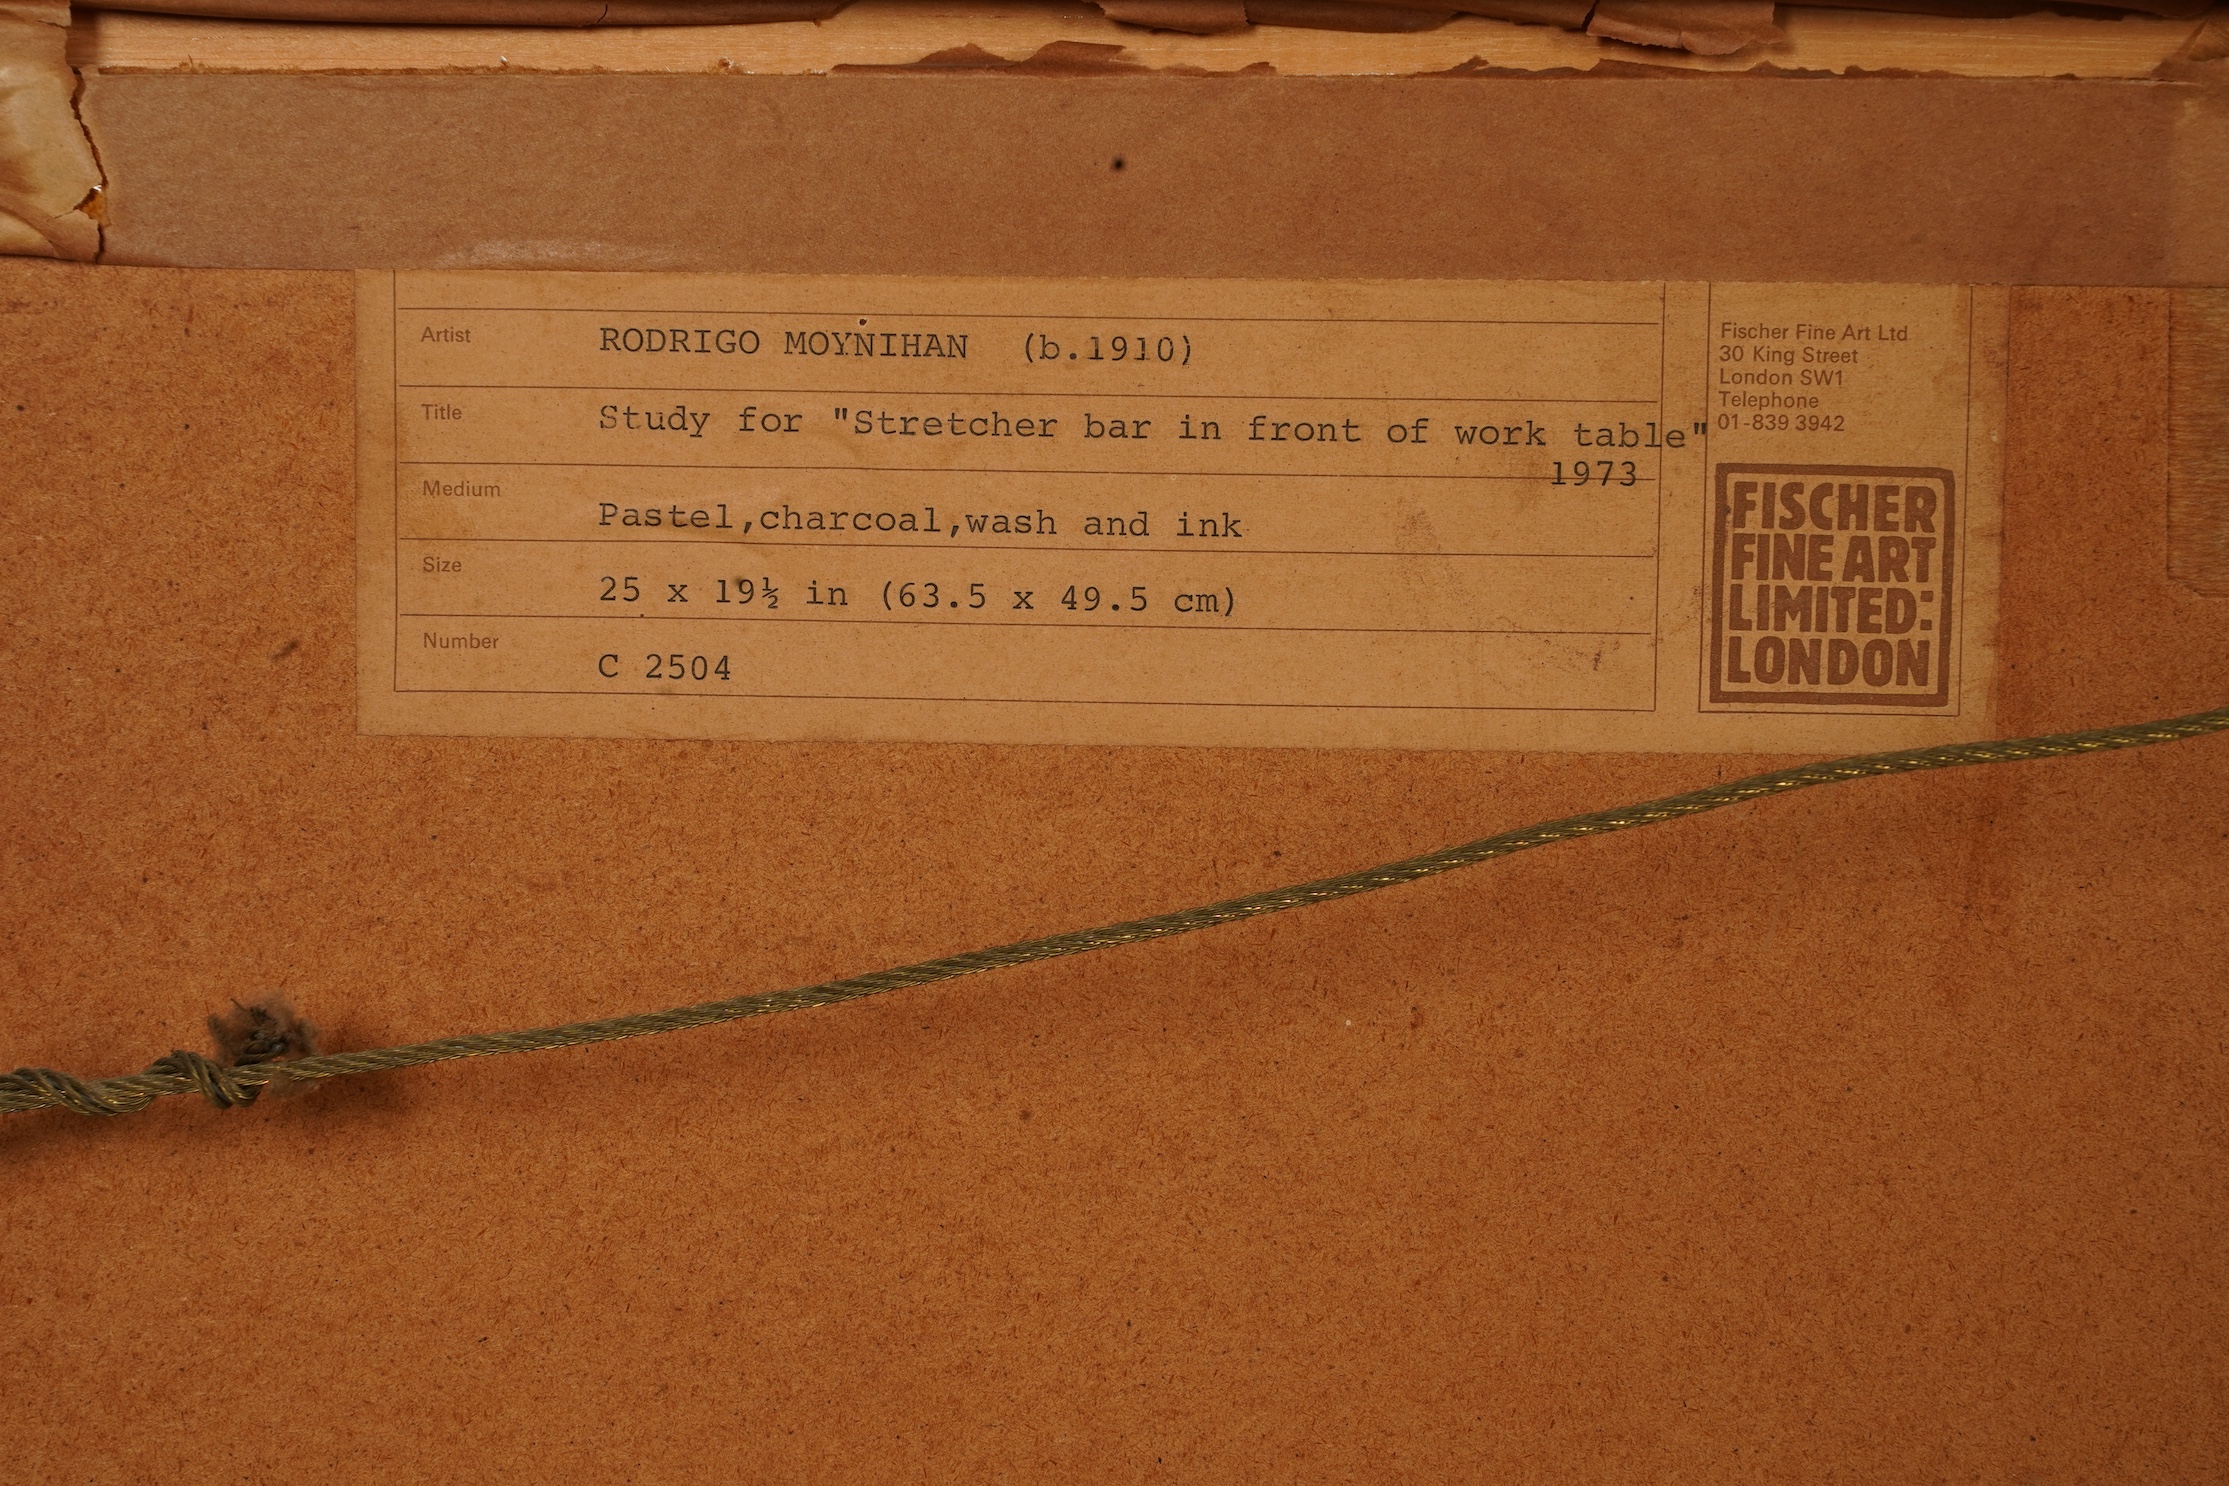 Artist RODRIGO MOYNIHAN (b.1910)
Title Study for "Stretcher bar in front of work table"
1973
Medium Pastel,charcoal,wash and ink
Size 25 x 19½ in (63.5 x 49.5 cm)
Number C 2504
Fischer Fine Art Ltd
30 King Street
London SW1
Telephone
01-839 3942
FISCHER
FINE ART
LIMITED:
LONDON